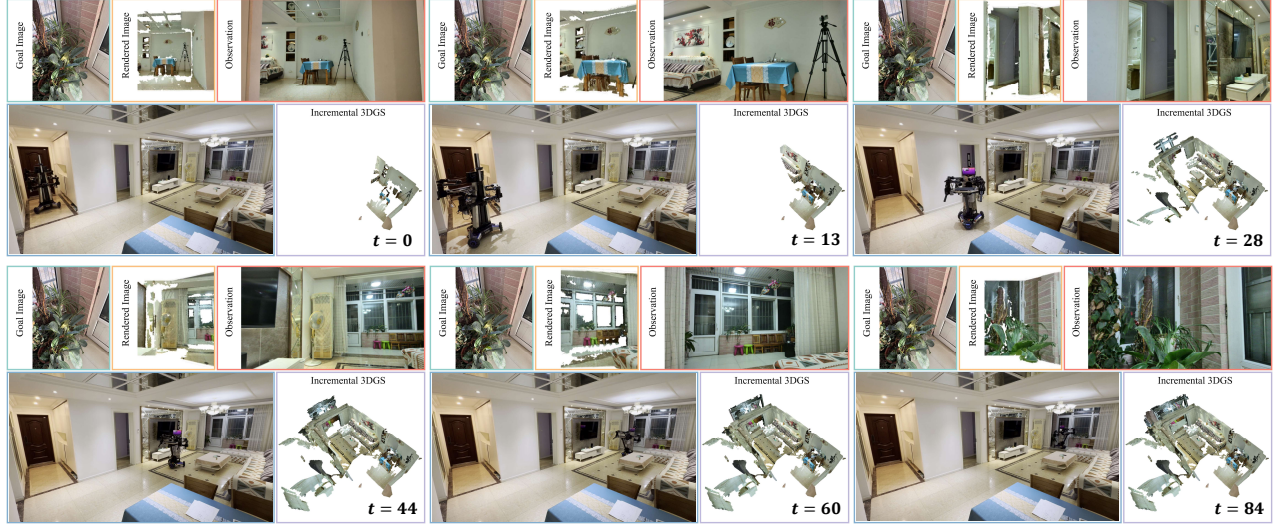 Goal Image
Rendered Image
Observation
Goal Image
Rendered Image
Observation
Goal Image
Rendered Image
Observation
Incremental 3DGS
t = 0
Incremental 3DGS
t = 13
Incremental 3DGS
t = 28
Goal Image
Rendered Image
Observation
Goal Image
Rendered Image
Observation
Goal Image
Rendered Image
Observation
Incremental 3DGS
t = 44
Incremental 3DGS
t = 60
Incremental 3DGS
t = 84